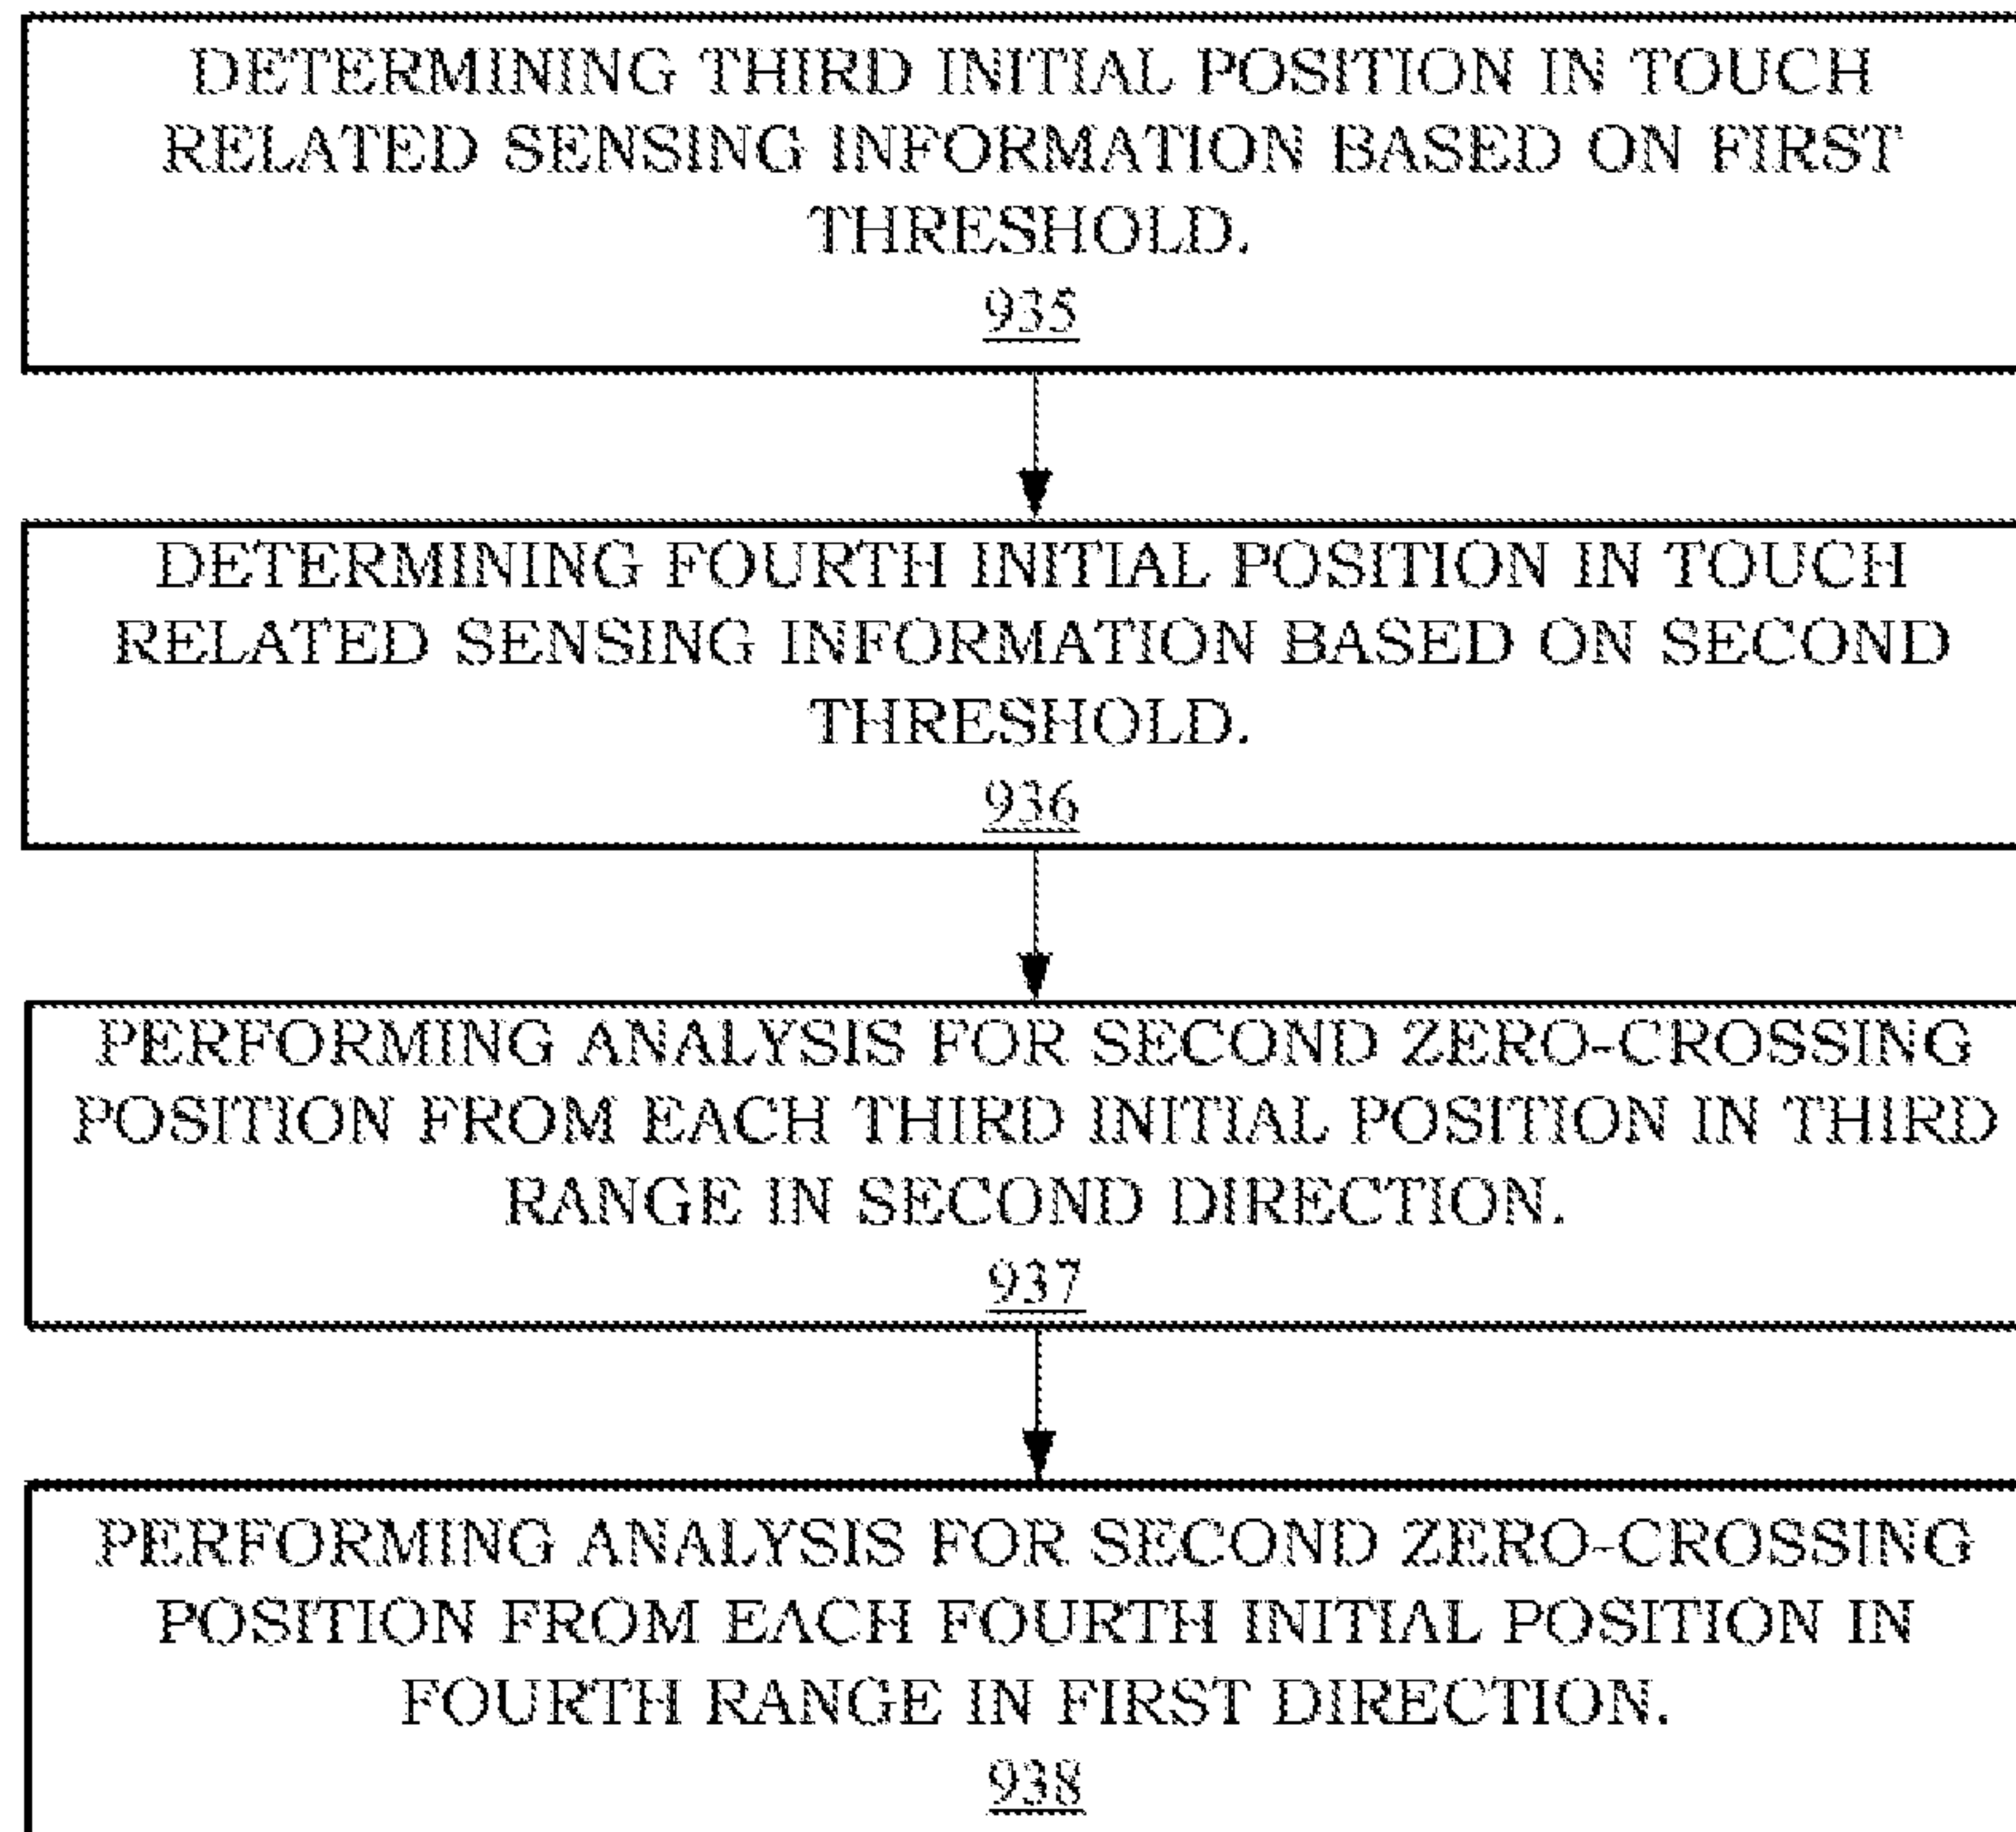 DETERMINING THIRD INITIAL POSITION IN TOUCH
RELATED SENSING INFORMATION BASED ON FIRST
THRESHOLD.
935
DETERMINING FOURTH INITIAL POSITION IN TOUCH
RELATED SENSING INFORMATION BASED ON SECOND
THRESHOLD.
936
PERFORMING ANALYSIS FOR SECOND ZERO-CROSSING
POSITION FROM EACH THIRD INITIAL POSITION IN THIRD
RANGE IN SECOND DIRECTION.
937
PERFORMING ANALYSIS FOR SECOND ZERO-CROSSING
POSITION FROM EACH FOURTH INITIAL POSITION IN
FOURTH RANGE IN FIRST DIRECTION.
938